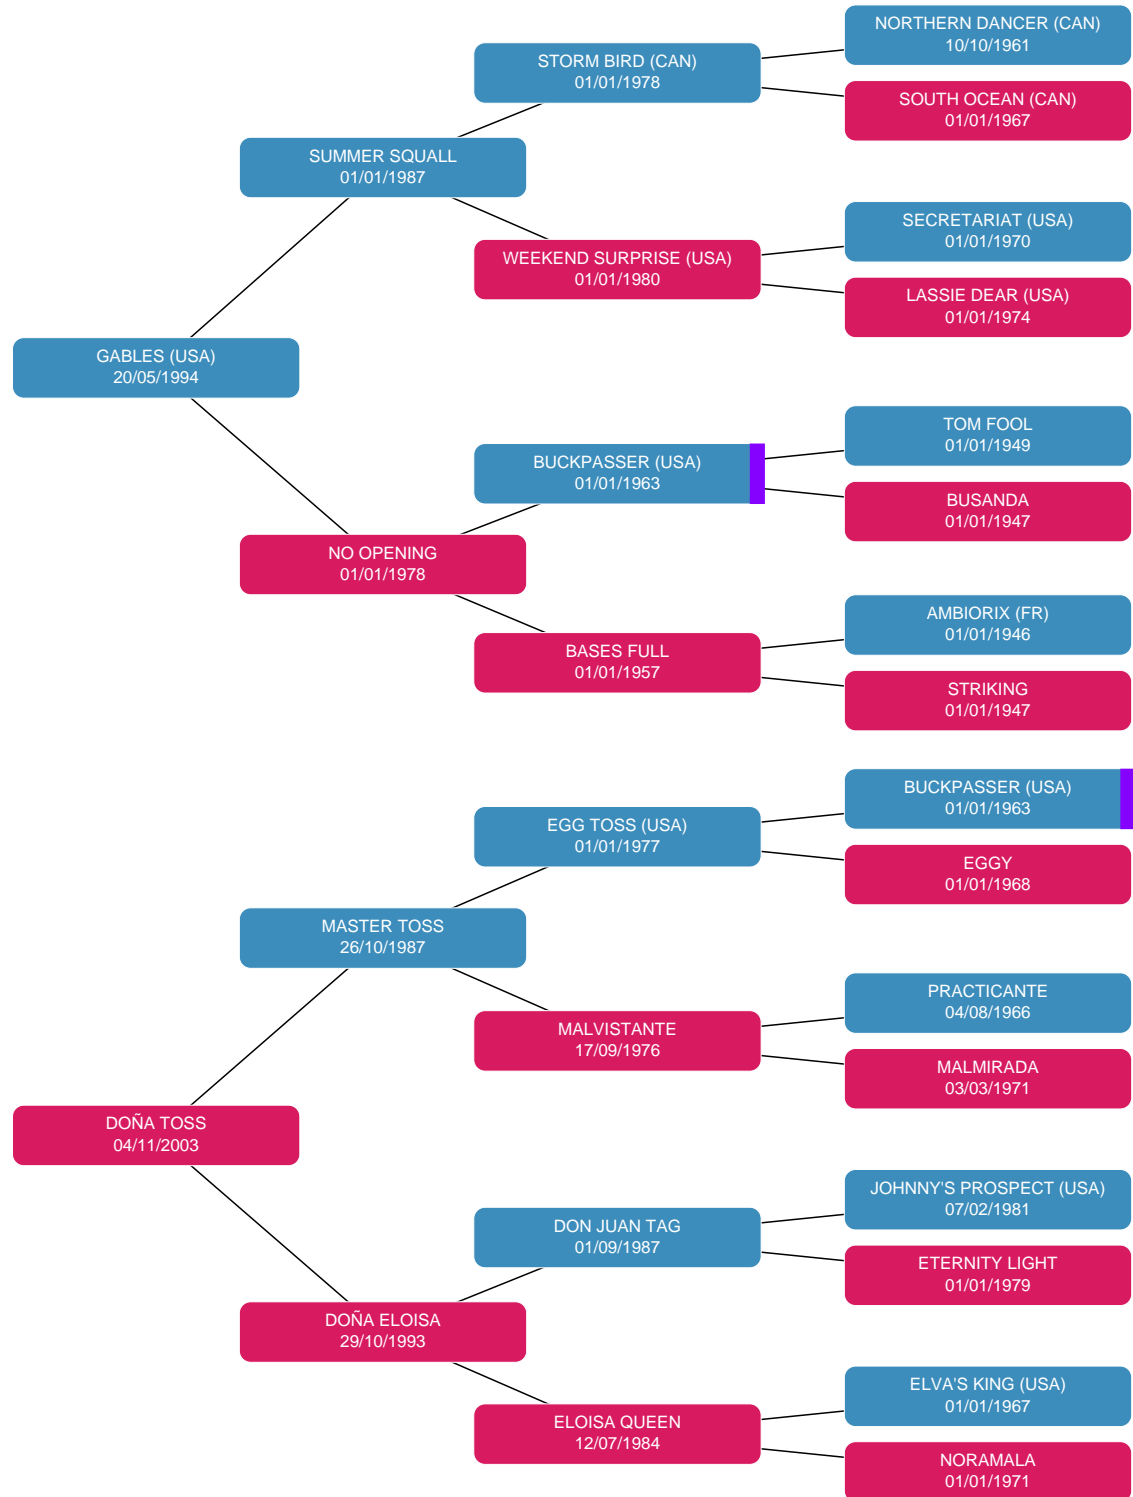 NORTHERN DANCER (CAN)
10/10/1961
STORM BIRD (CAN)
01/01/1978
SOUTH OCEAN (CAN)
01/01/1967
SUMMER SQUALL
01/01/1987
SECRETARIAT (USA)
01/01/1970
WEEKEND SURPRISE (USA)
01/01/1980
LASSIE DEAR (USA)
01/01/1974
GABLES (USA)
20/05/1994
TOM FOOL
01/01/1949
BUCKPASSER (USA)
01/01/1963
BUSANDA
01/01/1947
NO OPENING
01/01/1978
AMBIORIX (FR)
01/01/1946
BASES FULL
01/01/1957
STRIKING
01/01/1947
BUCKPASSER (USA)
01/01/1963
EGG TOSS (USA)
01/01/1977
EGGY
01/01/1968
MASTER TOSS
26/10/1987
PRACTICANTE
04/08/1966
MALVISTANTE
17/09/1976
MALMIRADA
03/03/1971
DOÑA TOSS
04/11/2003
JOHNNY'S PROSPECT (USA)
07/02/1981
DON JUAN TAG
01/09/1987
ETERNITY LIGHT
01/01/1979
DOÑA ELOISA
29/10/1993
ELVA'S KING (USA)
01/01/1967
ELOISA QUEEN
12/07/1984
NORAMALA
01/01/1971